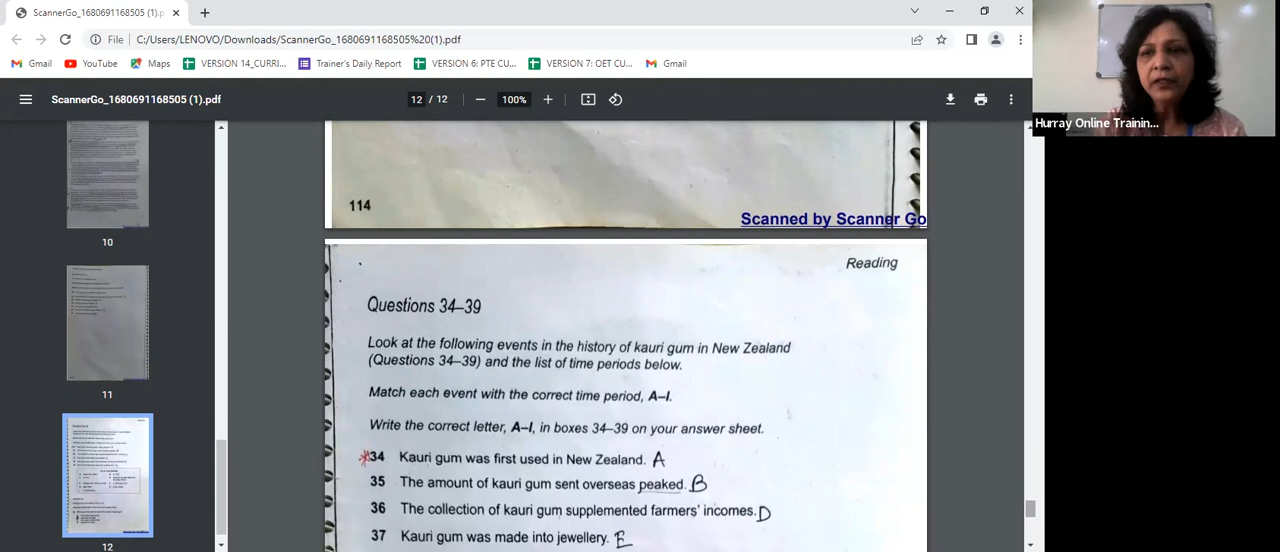 ScannerGo_1680691168505 (1).pdf
File
C:/Users/LENOVO/Downloads/ScannerGo_1680691168505%20(1).pdf
Gmail
YouTube
Maps
VERSION 14_CURRI...
Trainer's Daily Report
VERSION 6: PTE CU...
VERSION 7: OET CU...
Gmail
ScannerGo_1680691168505 (1).pdf
12 / 12
100%
Hurray Online Trainin...
10
11
12
114
Scanned by Scanner Go
Reading
Questions 34–39
Look at the following events in the history of kauri gum in New Zealand
(Questions 34–39) and the list of time periods below.
Match each event with the correct time period, A–I.
Write the correct letter, A–I, in boxes 34–39 on your answer sheet.
34 Kauri gum was first used in New Zealand. A
35 The amount of kauri gum sent overseas peaked. B
36 The collection of kauri gum supplemented farmers' incomes. D
37 Kauri gum was made into jewellery. E